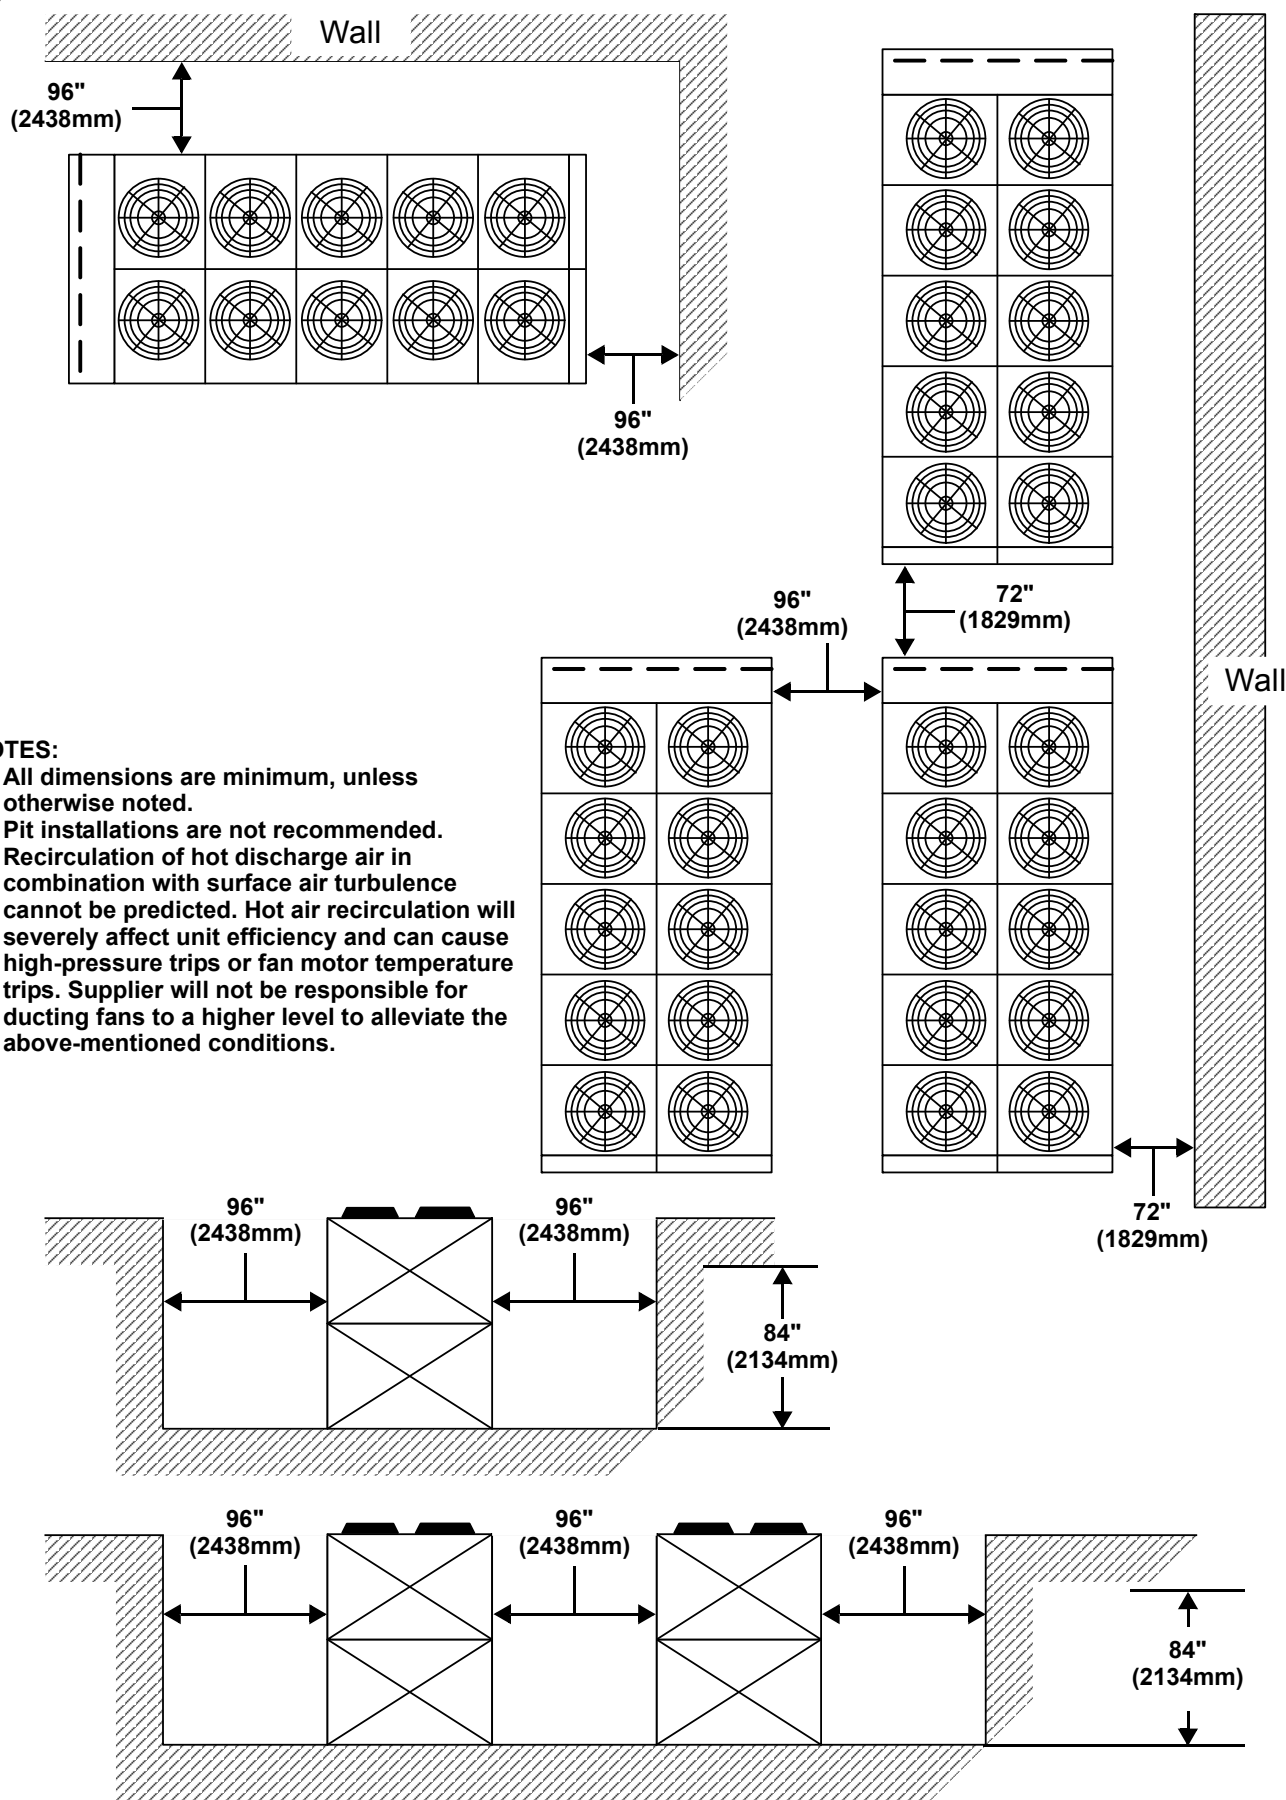 Wall
96"
(2438mm)
96"
(2438mm)
96"
(2438mm)
72"
(1829mm)
Wall
OTES:
All dimensions are minimum, unless
otherwise noted.
Pit installations are not recommended.
Recirculation of hot discharge air in
combination with surface air turbulence
cannot be predicted. Hot air recirculation will
severely affect unit efficiency and can cause
high-pressure trips or fan motor temperature
trips. Supplier will not be responsible for
ducting fans to a higher level to alleviate the
above-mentioned conditions.
72"
(1829mm)
96"
(2438mm)
96"
(2438mm)
84"
(2134mm)
96"
(2438mm)
96"
(2438mm)
96"
(2438mm)
84"
(2134mm)